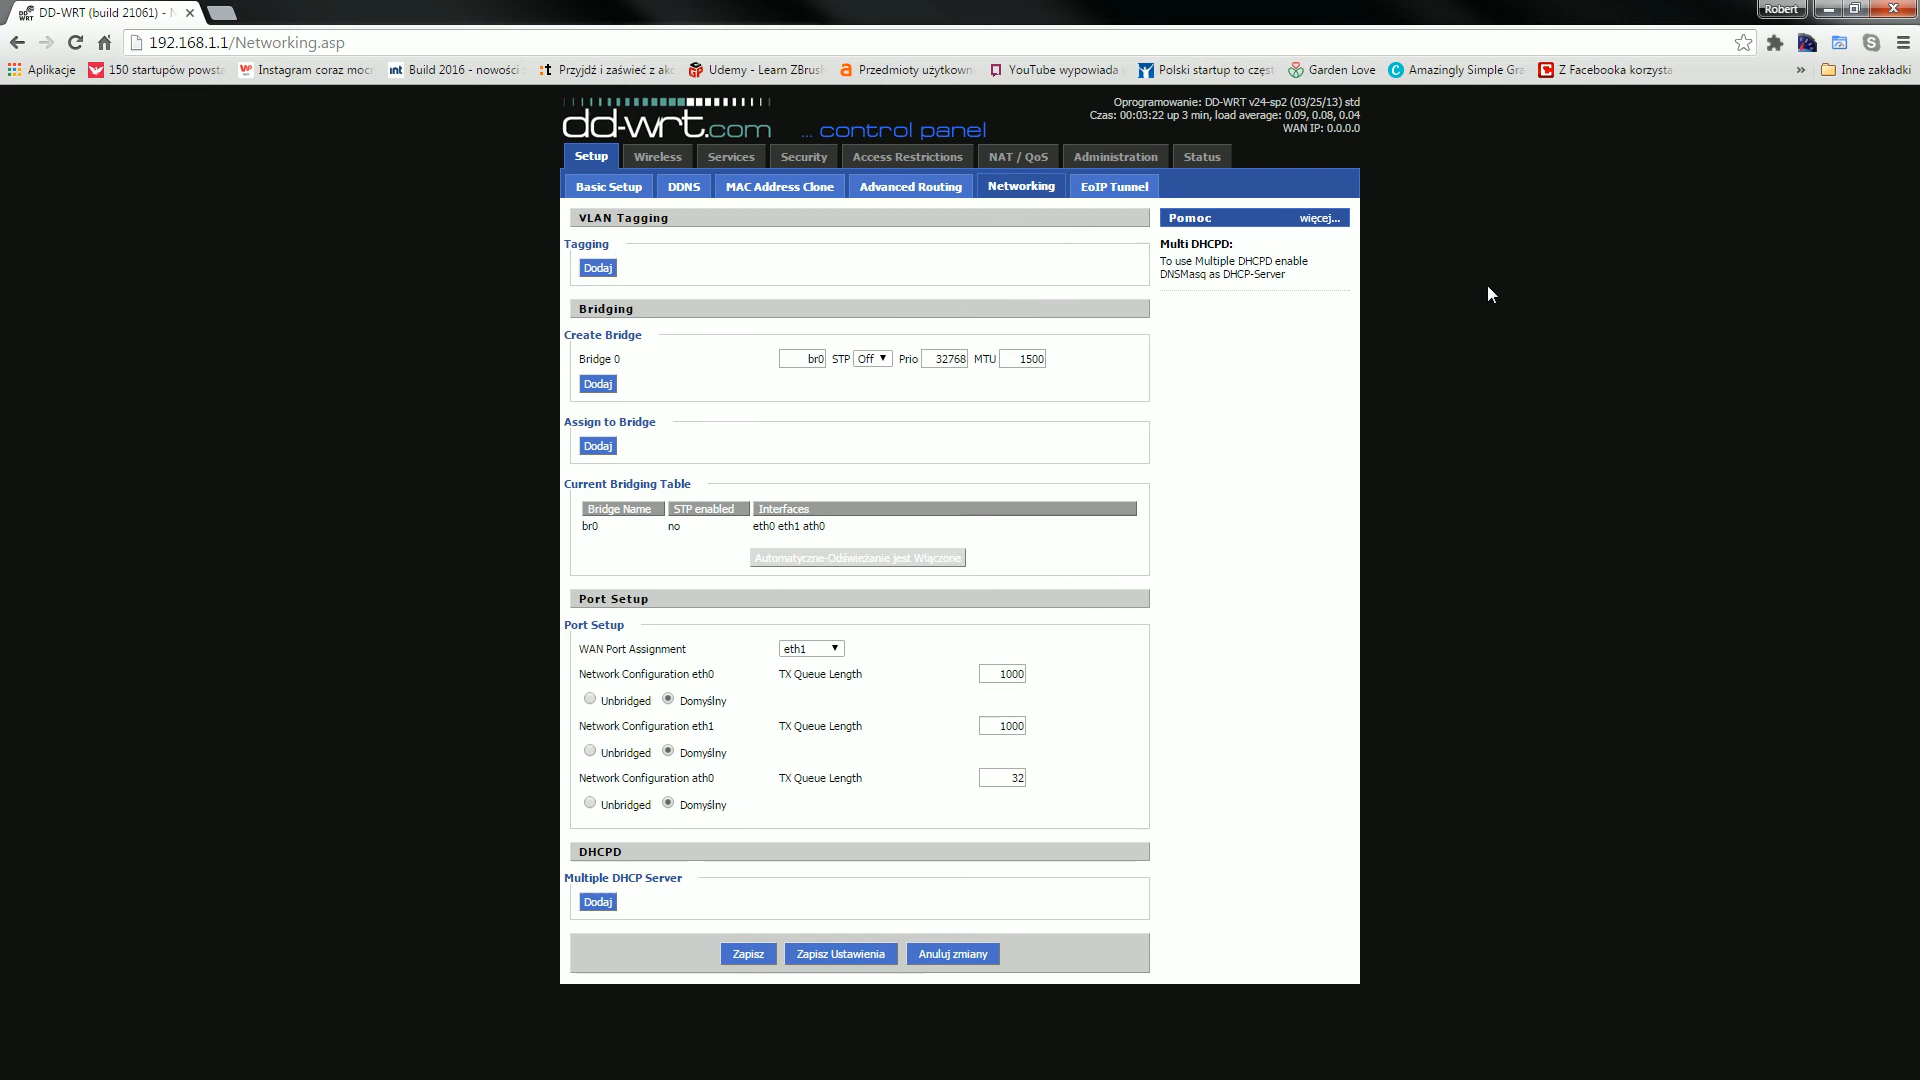 DD-WRT (build 21061) -
Robert
192.168.1.1/Networking.asp
Aplikacje
150 startupów powsta
Instagram coraz moc
int Build 2016 - nowości
:t Przyjdź i zaświeć z ak
Udemy - Learn ZBrus
a Przedmioty użytkown
YouTube wypowiada
Polski startup to częst
Garden Love
C Amazingly Simple Gra
C Z Facebooka korzysta
»
Inne zakładki
dd-wrt.com ... control panel
Oprogramowanie: DD-WRT v24-sp2 (03/25/13) std
Czas: 00:03:22 up 3 min, load average: 0.09, 0.08, 0.04
WAN IP: 0.0.0.0
Setup Wireless Services Security Access Restrictions NAT / QoS Administration Status
Basic Setup DDNS MAC Address Clone Advanced Routing Networking EoIP Tunnel
VLAN Tagging
Tagging
Dodaj
Bridging
Create Bridge
Bridge 0 br0 STP Off Prio 32768 MTU 1500
Dodaj
Assign to Bridge
Dodaj
Current Bridging Table
Bridge Name STP enabled Interfaces
br0 no eth0 eth1 ath0
Automatyczne-Odświeżanie jest Włączone
Port Setup
Port Setup
WAN Port Assignment eth1
Network Configuration eth0 TX Queue Length 1000
Unbridged Domyślny
Network Configuration eth1 TX Queue Length 1000
Unbridged Domyślny
Network Configuration ath0 TX Queue Length 32
Unbridged Domyślny
DHCPD
Multiple DHCP Server
Dodaj
Zapisz Zapisz Ustawienia Anuluj zmiany
Pomoc więcej...
Multi DHCPD:
To use Multiple DHCPD enable
DNSMasq as DHCP-Server